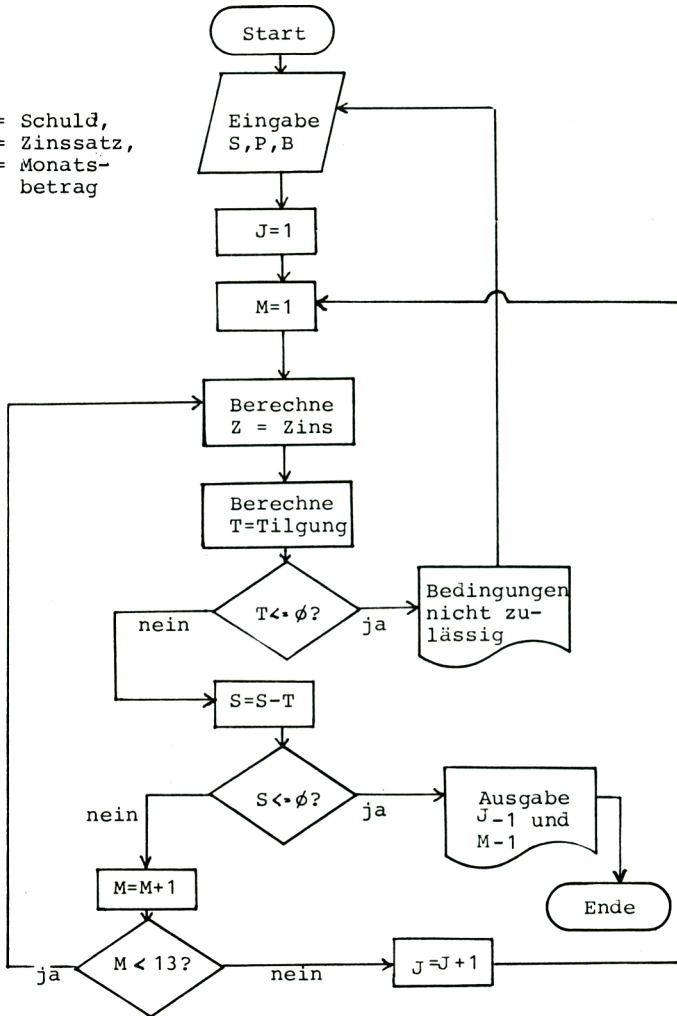 Start
= Schuld,
= Zinssatz,
= Monats-
betrag
Eingabe
S,P,B
J=1
M=1
Berechne
Z = Zins
Berechne
T=Tilgung
T<=ø?
nein
ja
Bedingungen
nicht zu-
lässig
S=S-T
S<=ø?
nein
ja
Ausgabe
J-1 und
M-1
Ende
M=M+1
M < 13?
ja
nein
J=J+1